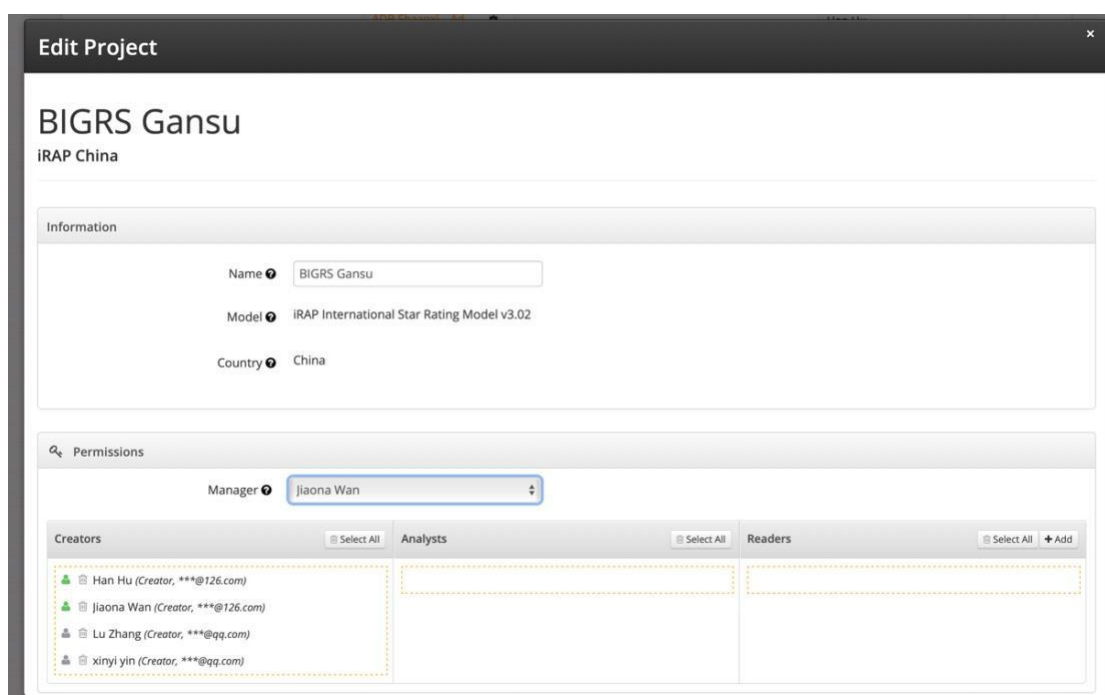 Edit Project
×
BIGRS Gansu
iRAP China
Information
Name BIGRS Gansu
Model iRAP International Star Rating Model v3.02
Country China
Permissions
Manager Jiaona Wan
Creators Select All Analysts Select All Readers Select All + Add
Han Hu (Creator, ***@126.com)
Jiaona Wan (Creator, ***@126.com)
Lu Zhang (Creator, ***@qq.com)
xinyi yin (Creator, ***@qq.com)